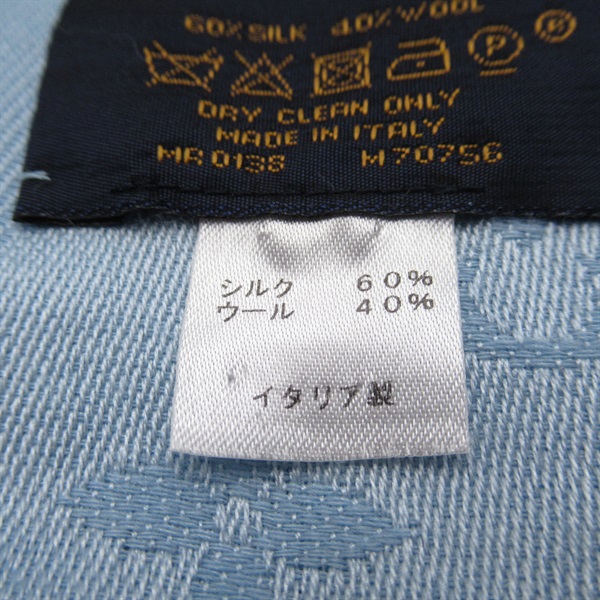 60% SILK 40% WOOL
P
DRY CLEAN ONLY
MADE IN ITALY
MR0138 M70756
シルク 60%
ウール 40%
イタリア製